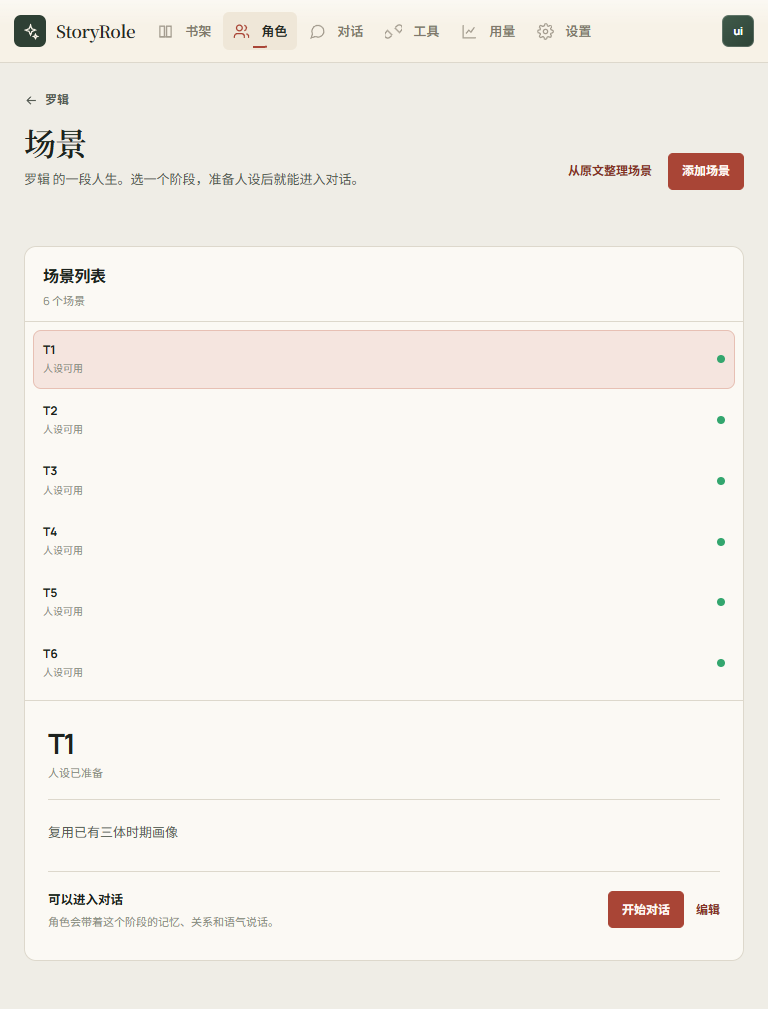 StoryRole 书架 角色 对话 工具 用量 设置 ui
← 罗辑
场景
罗辑 的一段人生。选一个阶段，准备人设后就能进入对话。
从原文整理场景 添加场景
场景列表
6 个场景
T1
人设可用
T2
人设可用
T3
人设可用
T4
人设可用
T5
人设可用
T6
人设可用
T1
人设已准备
复用已有三体时期画像
可以进入对话
角色会带着这个阶段的记忆、关系和语气说话。
开始对话 编辑